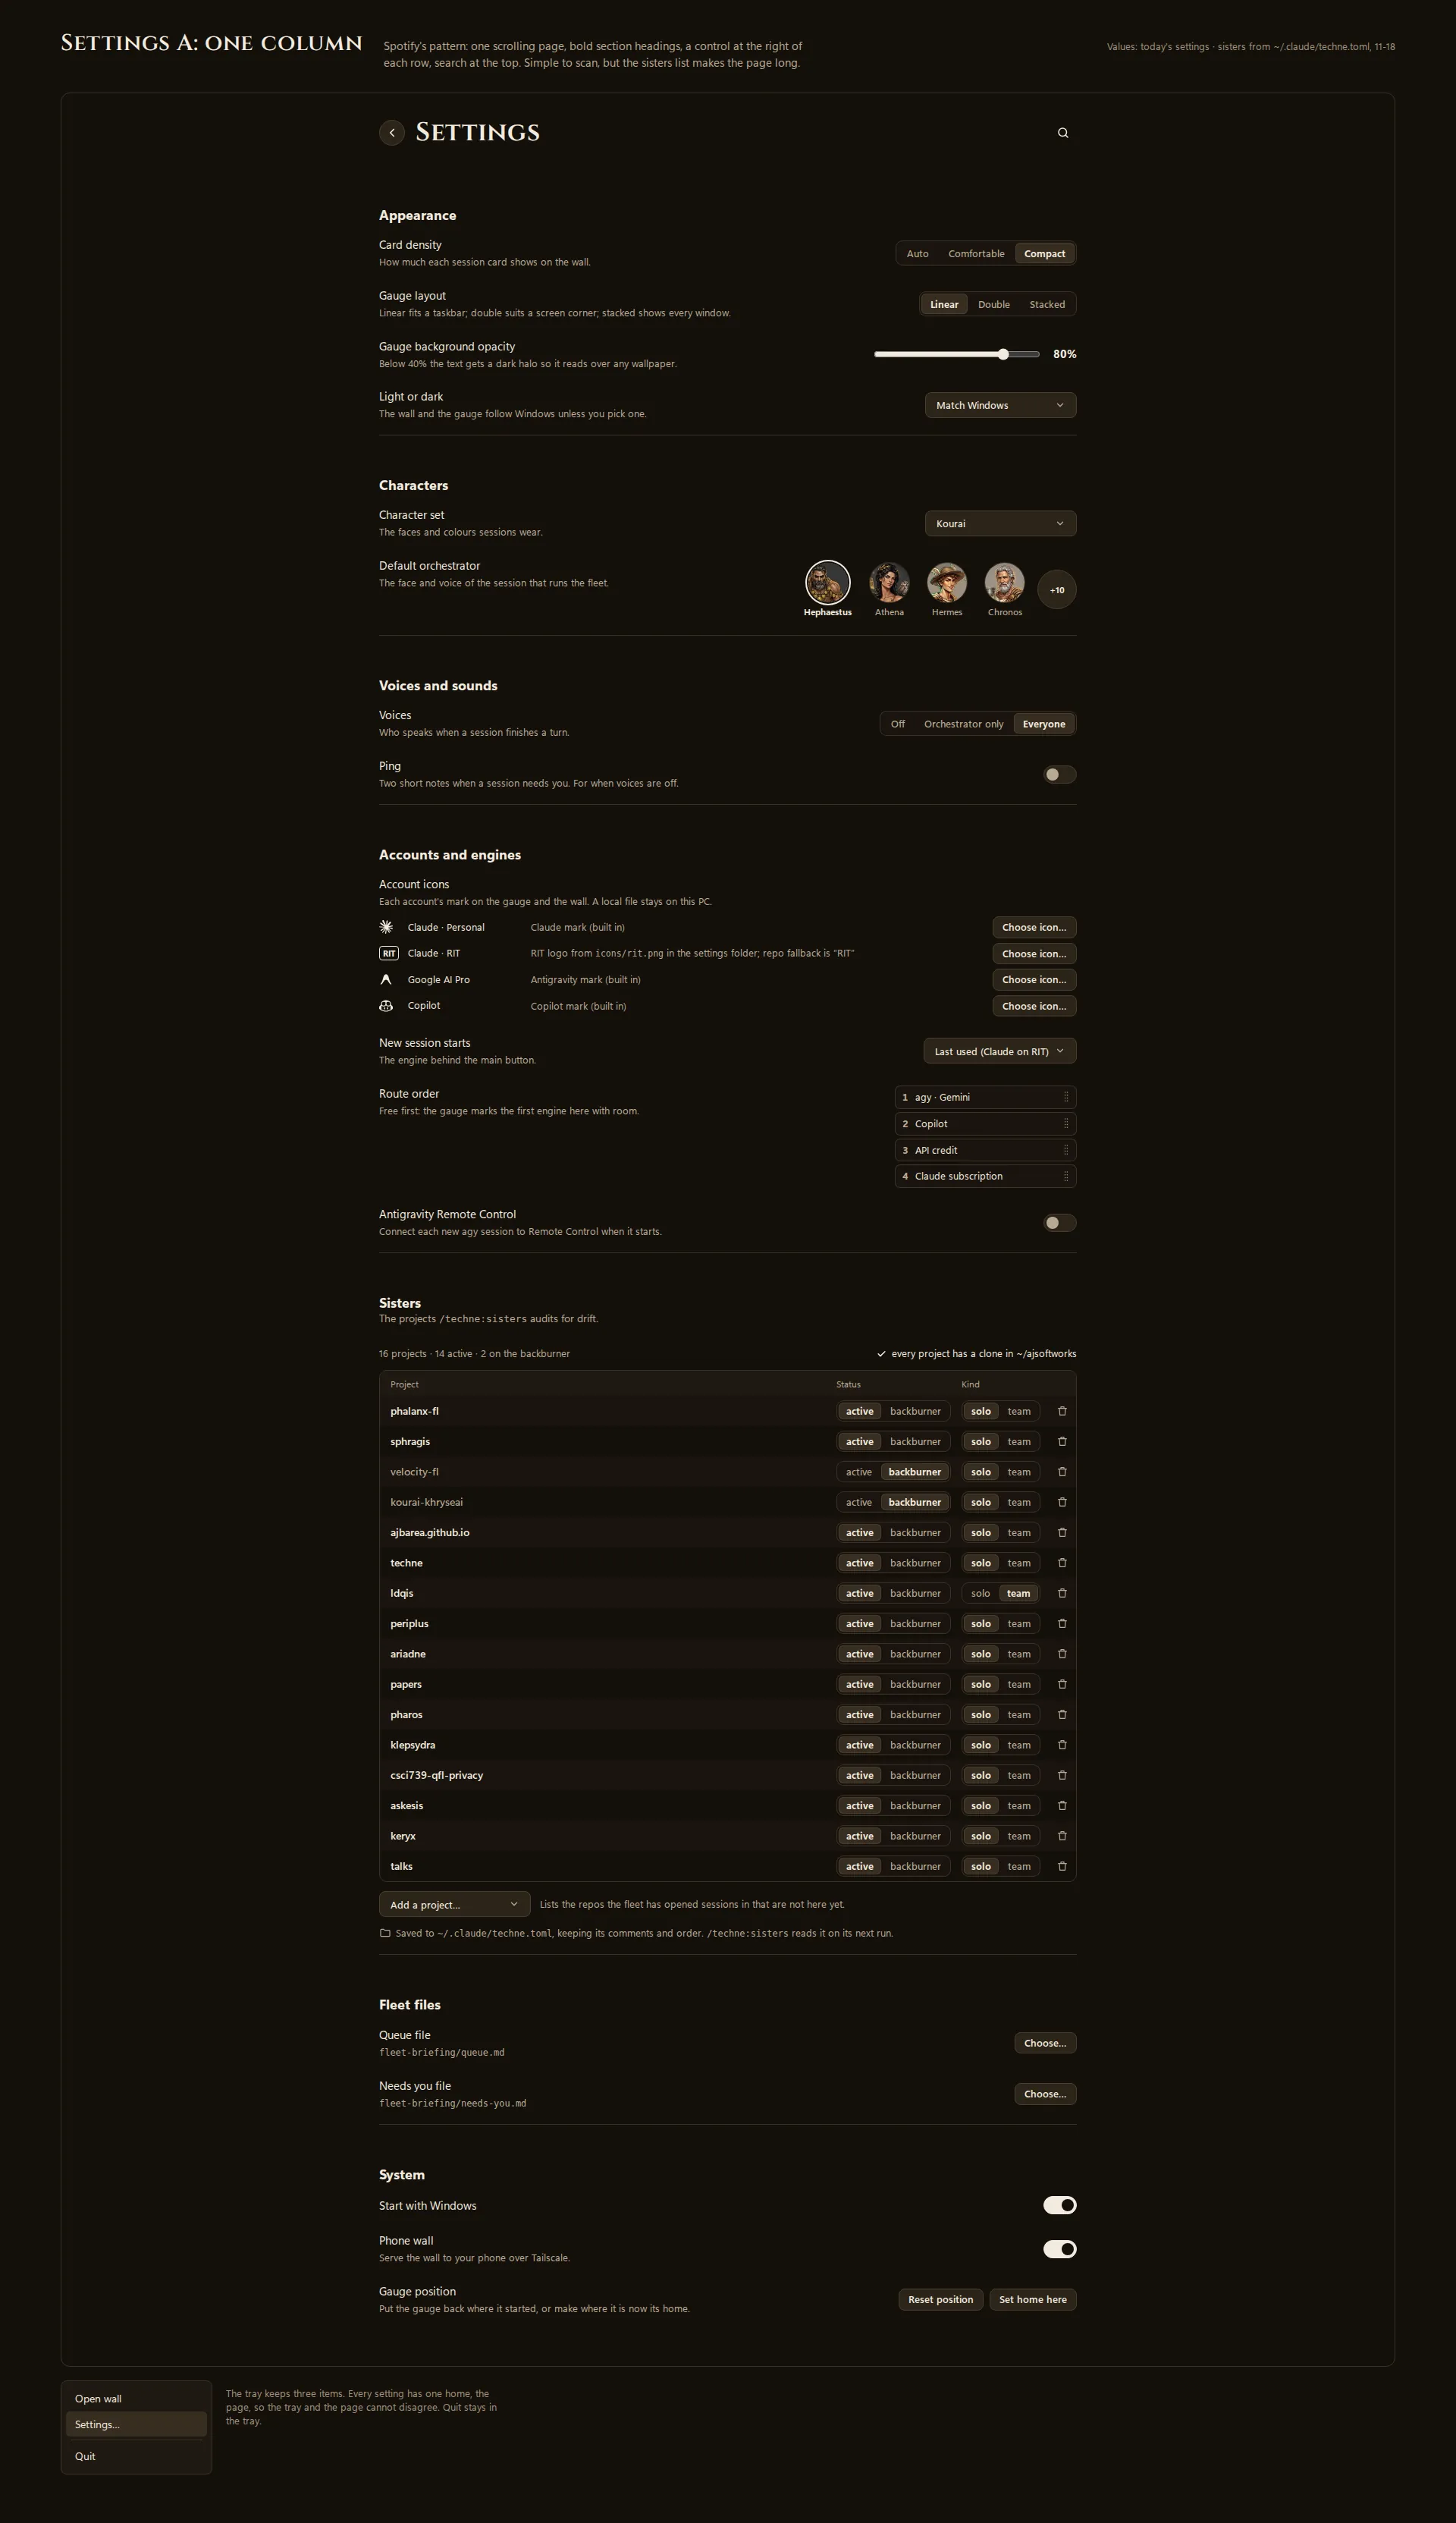 Settings A: one column
Spotify's pattern: one scrolling page, bold section headings, a control at the right of
each row, search at the top. Simple to scan, but the sisters list makes the page long.
Values: today's settings · sisters from ~/.claude/techne.toml, 11-18
Settings
Appearance
Card density
How much each session card shows on the wall.
Auto Comfortable Compact
Gauge layout
Linear fits a taskbar; double suits a screen corner; stacked shows every window.
Linear Double Stacked
Gauge background opacity
Below 40% the text gets a dark halo so it reads over any wallpaper.
80%
Light or dark
The wall and the gauge follow Windows unless you pick one.
Match Windows
Characters
Character set
The faces and colours sessions wear.
Kourai
Default orchestrator
The face and voice of the session that runs the fleet.
Hephaestus Athena Hermes Chronos +10
Voices and sounds
Voices
Who speaks when a session finishes a turn.
Off Orchestrator only Everyone
Ping
Two short notes when a session needs you. For when voices are off.
Accounts and engines
Account icons
Each account's mark on the gauge and the wall. A local file stays on this PC.
Claude · Personal Claude mark (built in) Choose icon...
RIT Claude · RIT RIT logo from icons/rit.png in the settings folder; repo fallback is “RIT” Choose icon...
Google AI Pro Antigravity mark (built in) Choose icon...
Copilot Copilot mark (built in) Choose icon...
New session starts
The engine behind the main button.
Last used (Claude on RIT)
Route order
Free first: the gauge marks the first engine here with room.
1 agy · Gemini
2 Copilot
3 API credit
4 Claude subscription
Antigravity Remote Control
Connect each new agy session to Remote Control when it starts.
Sisters
The projects /techne:sisters audits for drift.
16 projects · 14 active · 2 on the backburner
every project has a clone in ~/ajsoftworks
Project Status Kind
phalanx-fl active backburner solo team
sphragis active backburner solo team
velocity-fl active backburner solo team
kourai-khryseai active backburner solo team
ajbarea.github.io active backburner solo team
techne active backburner solo team
ldqis active backburner solo team
periplus active backburner solo team
ariadne active backburner solo team
papers active backburner solo team
pharos active backburner solo team
klepsydra active backburner solo team
csci739-qfl-privacy active backburner solo team
askesis active backburner solo team
keryx active backburner solo team
talks active backburner solo team
Add a project... Lists the repos the fleet has opened sessions in that are not here yet.
Saved to ~/.claude/techne.toml, keeping its comments and order. /techne:sisters reads it on its next run.
Fleet files
Queue file
fleet-briefing/queue.md
Choose...
Needs you file
fleet-briefing/needs-you.md
Choose...
System
Start with Windows
Phone wall
Serve the wall to your phone over Tailscale.
Gauge position
Put the gauge back where it started, or make where it is now its home.
Reset position Set home here
Open wall
Settings...
Quit
The tray keeps three items. Every setting has one home, the
page, so the tray and the page cannot disagree. Quit stays in
the tray.